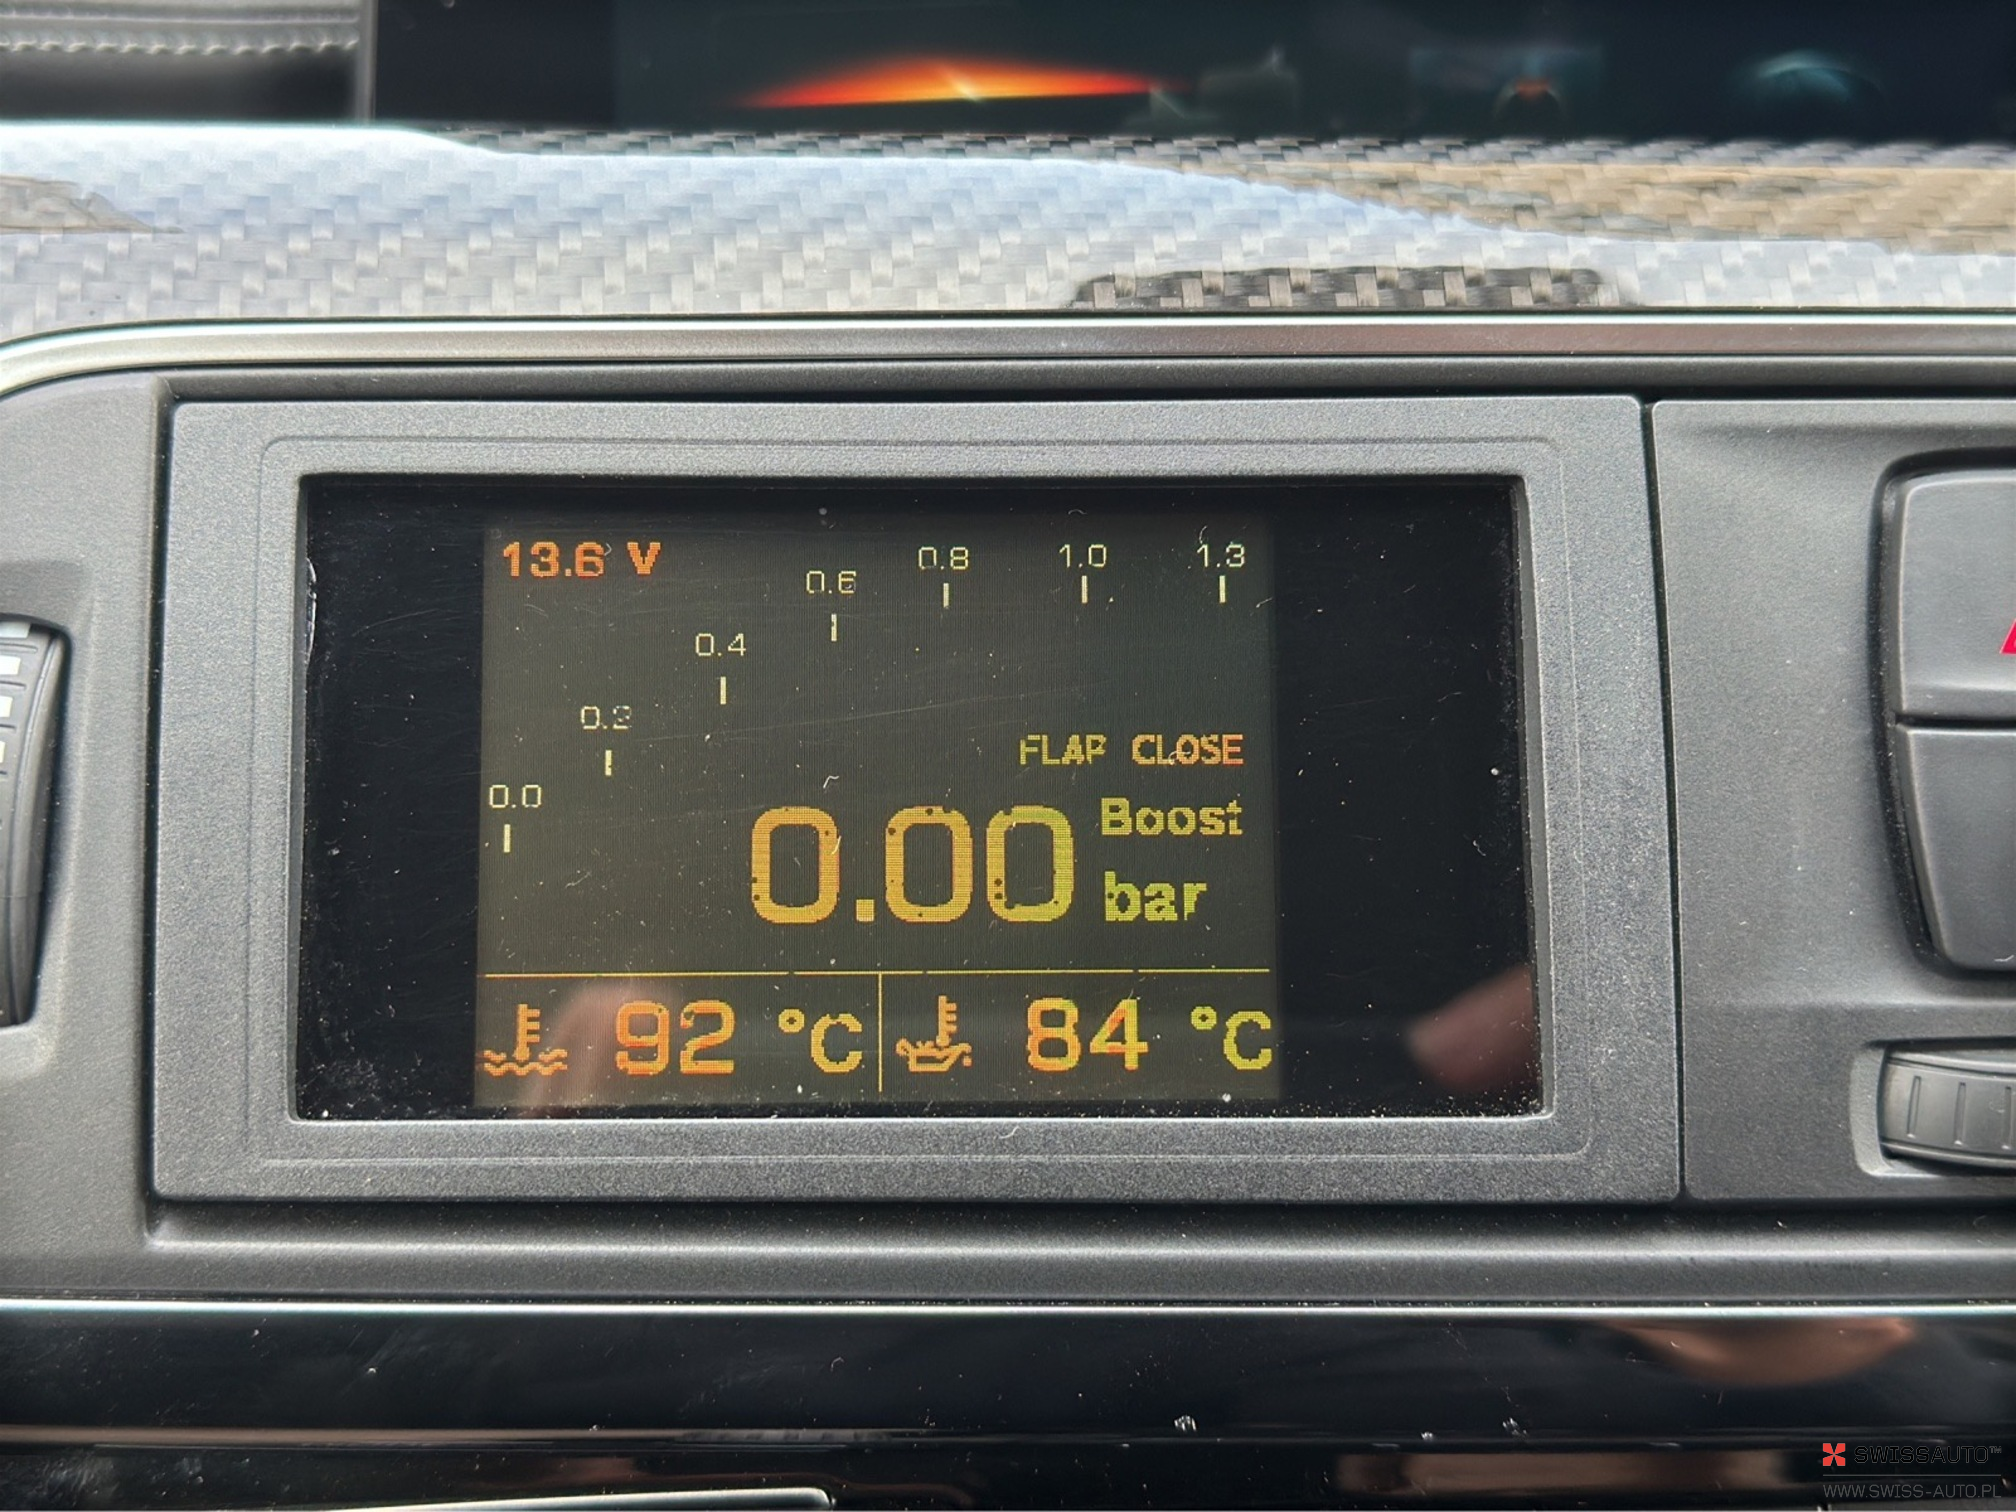 13.6 V
0.0
0.2
0.4
0.6
0.8
1.0
1.3
FLAP CLOSE
0.00 Boost
bar
92 °C
84 °C
SWISSAUTO™
WWW.SWISS-AUTO.PL